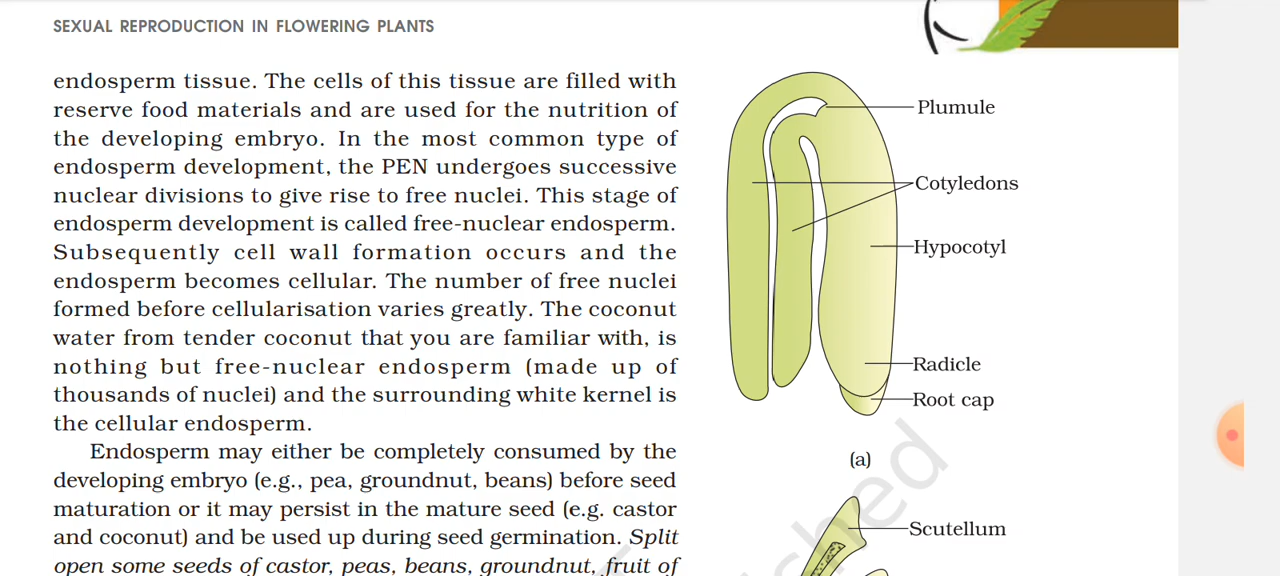 SEXUAL REPRODUCTION IN FLOWERING PLANTS
endosperm tissue. The cells of this tissue are filled with
reserve food materials and are used for the nutrition of
the developing embryo. In the most common type of
endosperm development, the PEN undergoes successive
nuclear divisions to give rise to free nuclei. This stage of
endosperm development is called free-nuclear endosperm.
Subsequently cell wall formation occurs and the
endosperm becomes cellular. The number of free nuclei
formed before cellularisation varies greatly. The coconut
water from tender coconut that you are familiar with, is
nothing but free-nuclear endosperm (made up of
thousands of nuclei) and the surrounding white kernel is
the cellular endosperm.
Endosperm may either be completely consumed by the
developing embryo (e.g., pea, groundnut, beans) before seed
maturation or it may persist in the mature seed (e.g. castor
and coconut) and be used up during seed germination. Split
open some seeds of castor, peas, beans, groundnut, fruit of
Plumule
Cotyledons
Hypocotyl
Radicle
Root cap
(a)
Scutellum